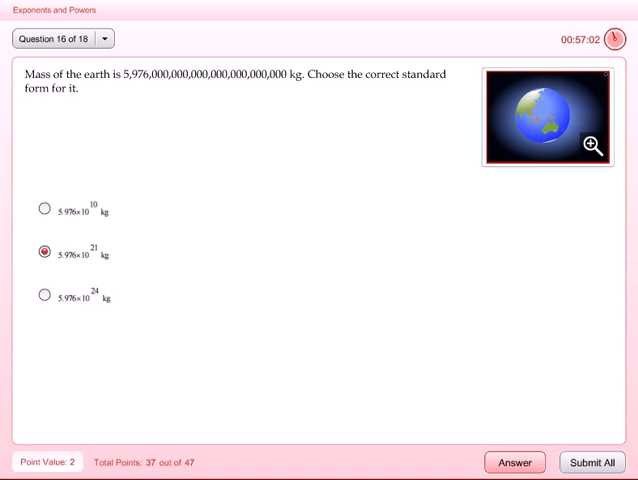 Exponents and Powers
Question 16 of 18
00:57:02
Mass of the earth is 5,976,000,000,000,000,000,000,000 kg. Choose the correct standard
form for it.
5.976×10^10 kg
5.976×10^21 kg
5.976×10^24 kg
Point Value: 2 Total Points: 37 out of 47 Answer Submit All